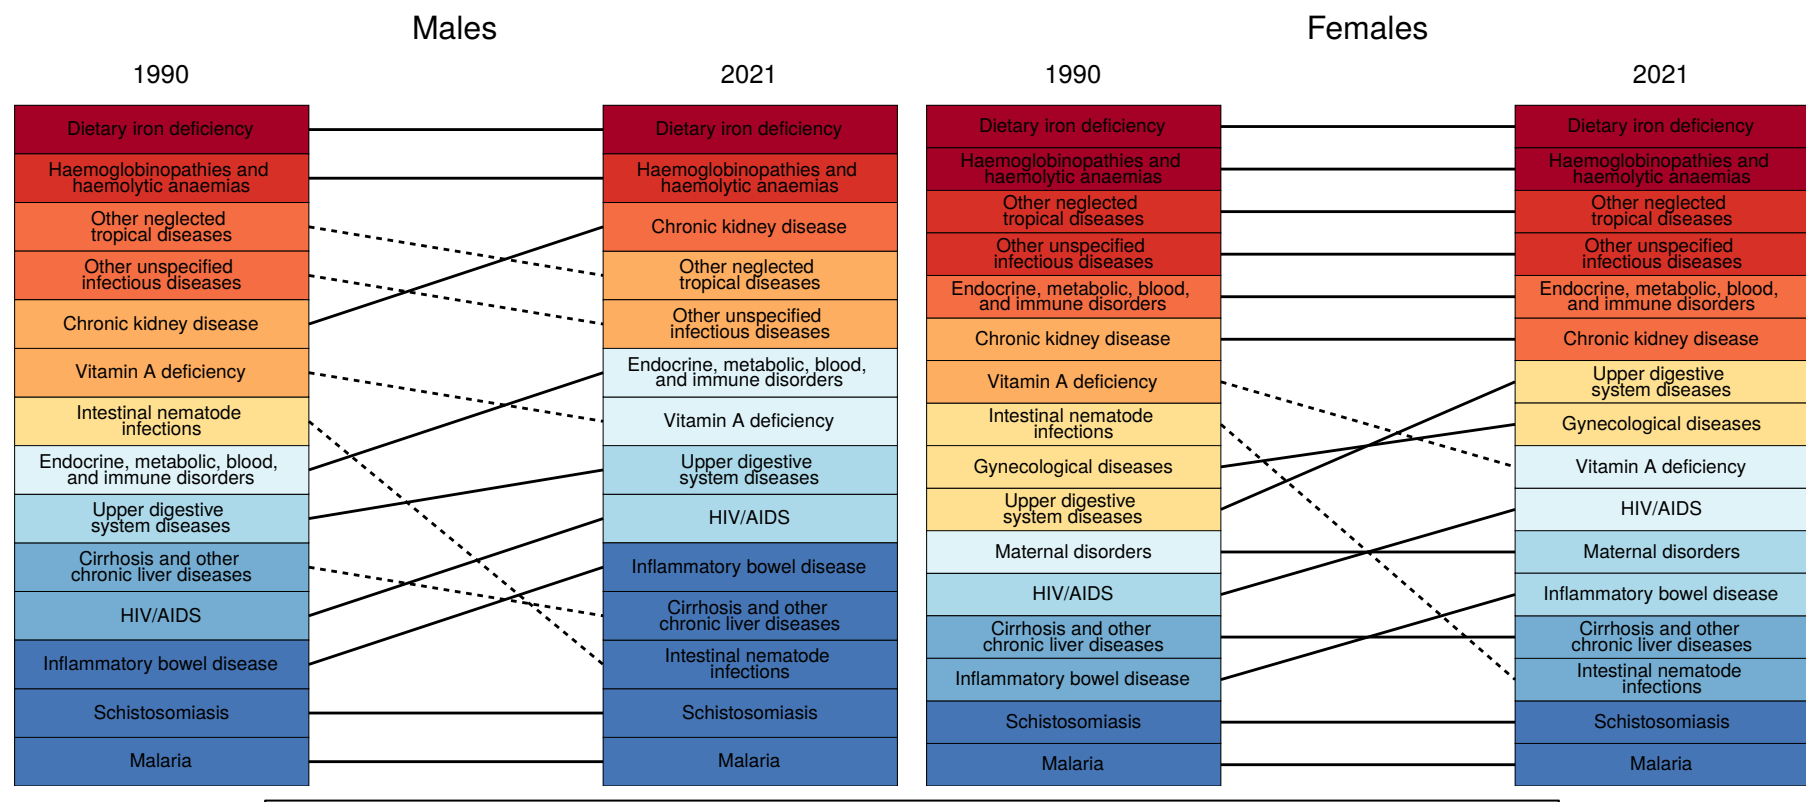 Males
1990
2021
Dietary iron deficiency
Haemoglobinopathies and
haemolytic anaemias
Other neglected
tropical diseases
Other unspecified
infectious diseases
Chronic kidney disease
Vitamin A deficiency
Intestinal nematode
infections
Endocrine, metabolic, blood,
and immune disorders
Upper digestive
system diseases
Cirrhosis and other
chronic liver diseases
HIV/AIDS
Inflammatory bowel disease
Schistosomiasis
Malaria
Dietary iron deficiency
Haemoglobinopathies and
haemolytic anaemias
Chronic kidney disease
Other neglected
tropical diseases
Other unspecified
infectious diseases
Endocrine, metabolic, blood,
and immune disorders
Vitamin A deficiency
Upper digestive
system diseases
HIV/AIDS
Inflammatory bowel disease
Cirrhosis and other
chronic liver diseases
Intestinal nematode
infections
Schistosomiasis
Malaria
Females
1990
2021
Dietary iron deficiency
Haemoglobinopathies and
haemolytic anaemias
Other neglected
tropical diseases
Other unspecified
infectious diseases
Endocrine, metabolic, blood,
and immune disorders
Chronic kidney disease
Vitamin A deficiency
Intestinal nematode
infections
Gynecological diseases
Upper digestive
system diseases
Maternal disorders
HIV/AIDS
Cirrhosis and other
chronic liver diseases
Inflammatory bowel disease
Schistosomiasis
Malaria
Dietary iron deficiency
Haemoglobinopathies and
haemolytic anaemias
Other neglected
tropical diseases
Other unspecified
infectious diseases
Endocrine, metabolic, blood,
and immune disorders
Chronic kidney disease
Upper digestive
system diseases
Gynecological diseases
Vitamin A deficiency
HIV/AIDS
Maternal disorders
Inflammatory bowel disease
Cirrhosis and other
chronic liver diseases
Intestinal nematode
infections
Schistosomiasis
Malaria